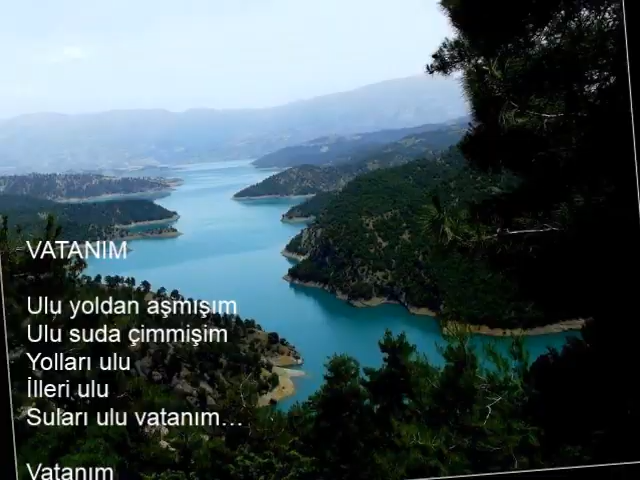 VATANIM
Ulu yoldan aşmışım
Ulu suda çimmişim
Yolları ulu
İlleri ulu
Suları ulu vatanım…
Vatanım